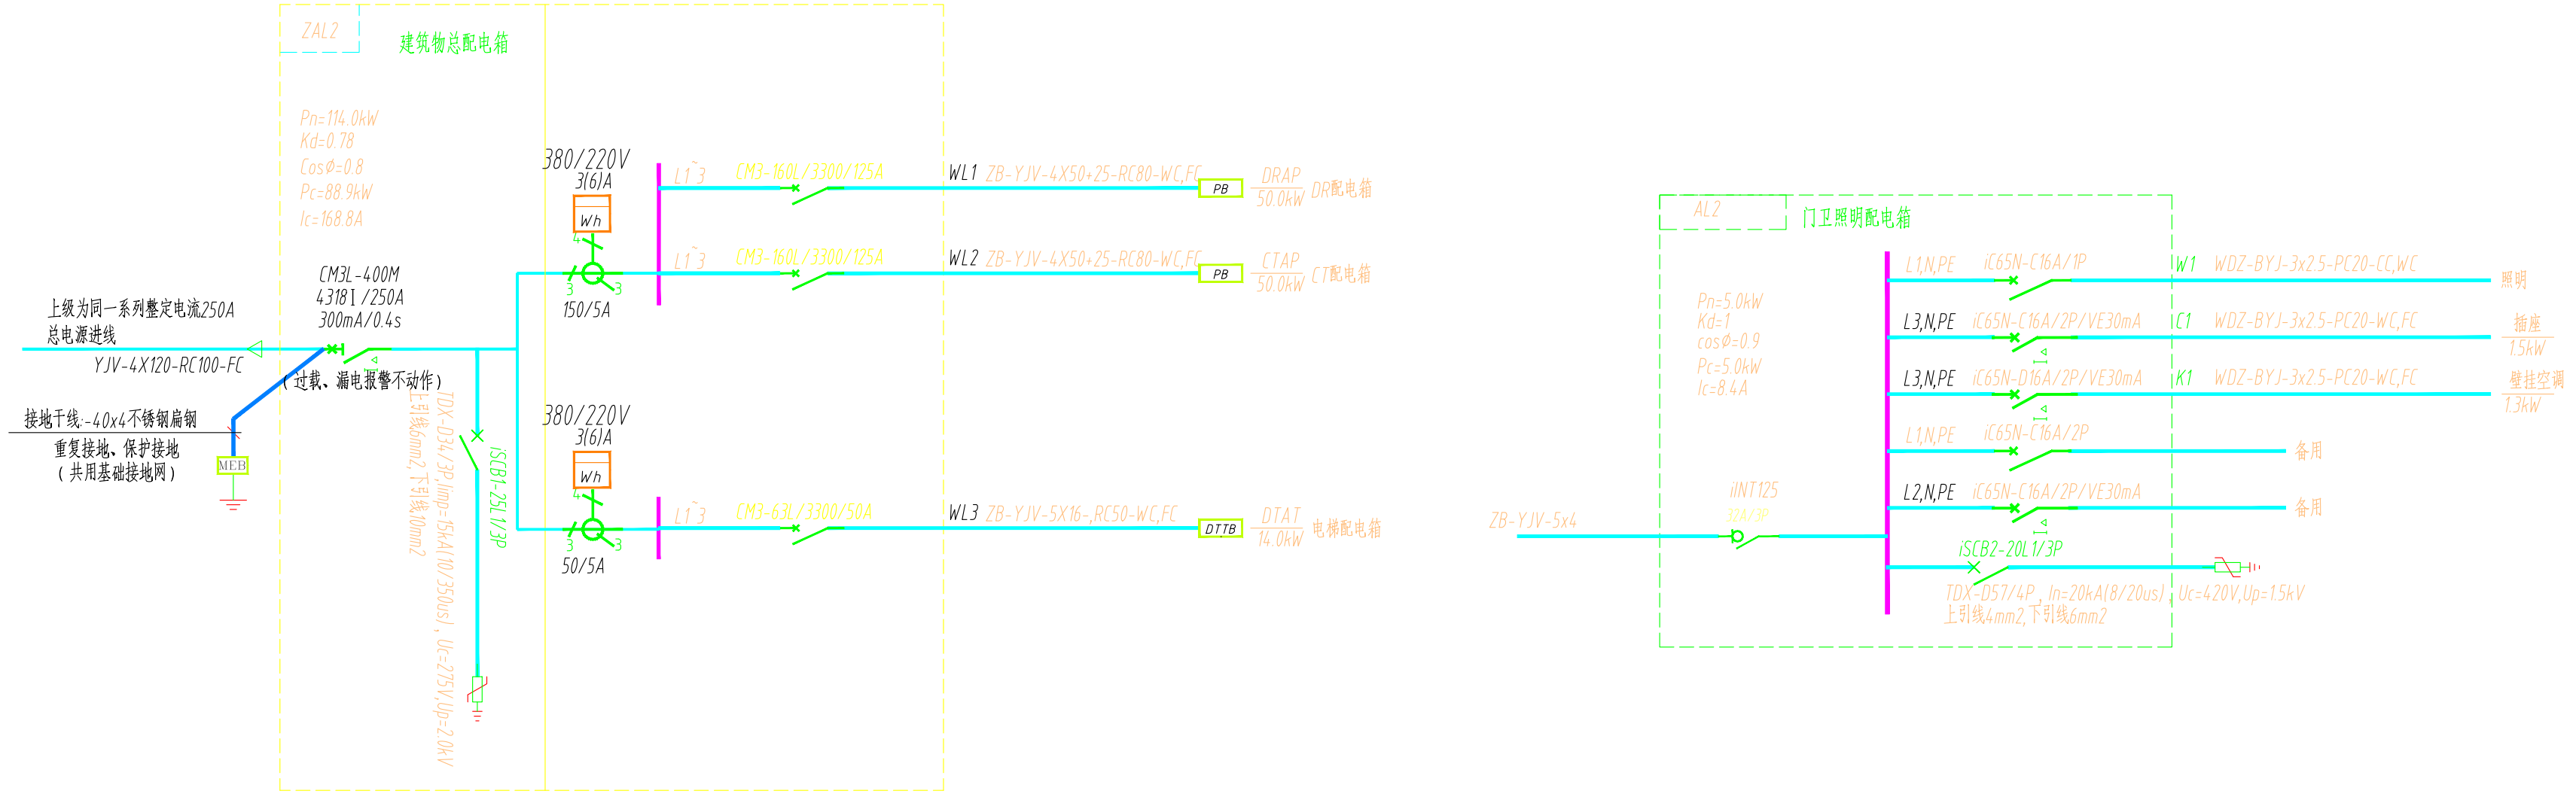 ZAL2
建筑物总配电箱
Pn=114.0kW
Kd=0.78
CosΦ=0.8
Pc=88.9kW
Ic=168.8A
CM3L-400M
4318I/250A
300mA/0.4s
(过载、漏电报警不动作)
上级为同一系列整定电流250A
总电源进线
YJV-4X120-RC100-FC
接地干线:-40x4不锈钢扁钢
重复接地、保护接地
(共用基础接地网)
MEB
TDX-D34/3P,Iimp=15kA(10/350us), Uc=275V,Up=2.0kV
上引线6mm2,下引线10mm2
iSCB1-25L1/3P
380/220V
3(6)A
Wh
4
3
3
150/5A
L1~3
CM3-160L/3300/125A
WL1 ZB-YJV-4X50+25-RC80-WC,FC
PB
DRAP
50.0kW
DR配电箱
L1~3
CM3-160L/3300/125A
WL2 ZB-YJV-4X50+25-RC80-WC,FC
PB
CTAP
50.0kW
CT配电箱
380/220V
3(6)A
Wh
4
3
3
50/5A
L1~3
CM3-63L/3300/50A
WL3 ZB-YJV-5X16-,RC50-WC,FC
DTTB
DTAT
14.0kW
电梯配电箱
AL2
门卫照明配电箱
Pn=5.0kW
Kd=1
cosΦ=0.9
Pc=5.0kW
Ic=8.4A
ZB-YJV-5x4
iINT125
32A/3P
L1,N,PE iC65N-C16A/1P W1 WDZ-BYJ-3x2.5-PC20-CC,WC 照明
L3,N,PE iC65N-C16A/2P/VE30mA C1 WDZ-BYJ-3x2.5-PC20-WC,FC 插座
1.5kW
L3,N,PE iC65N-D16A/2P/VE30mA K1 WDZ-BYJ-3x2.5-PC20-WC,FC 壁挂空调
1.3kW
L1,N,PE iC65N-C16A/2P 备用
L2,N,PE iC65N-C16A/2P/VE30mA 备用
iSCB2-20L1/3P
TDX-D57/4P, In=20kA(8/20us), Uc=420V,Up=1.5kV
上引线4mm2,下引线6mm2